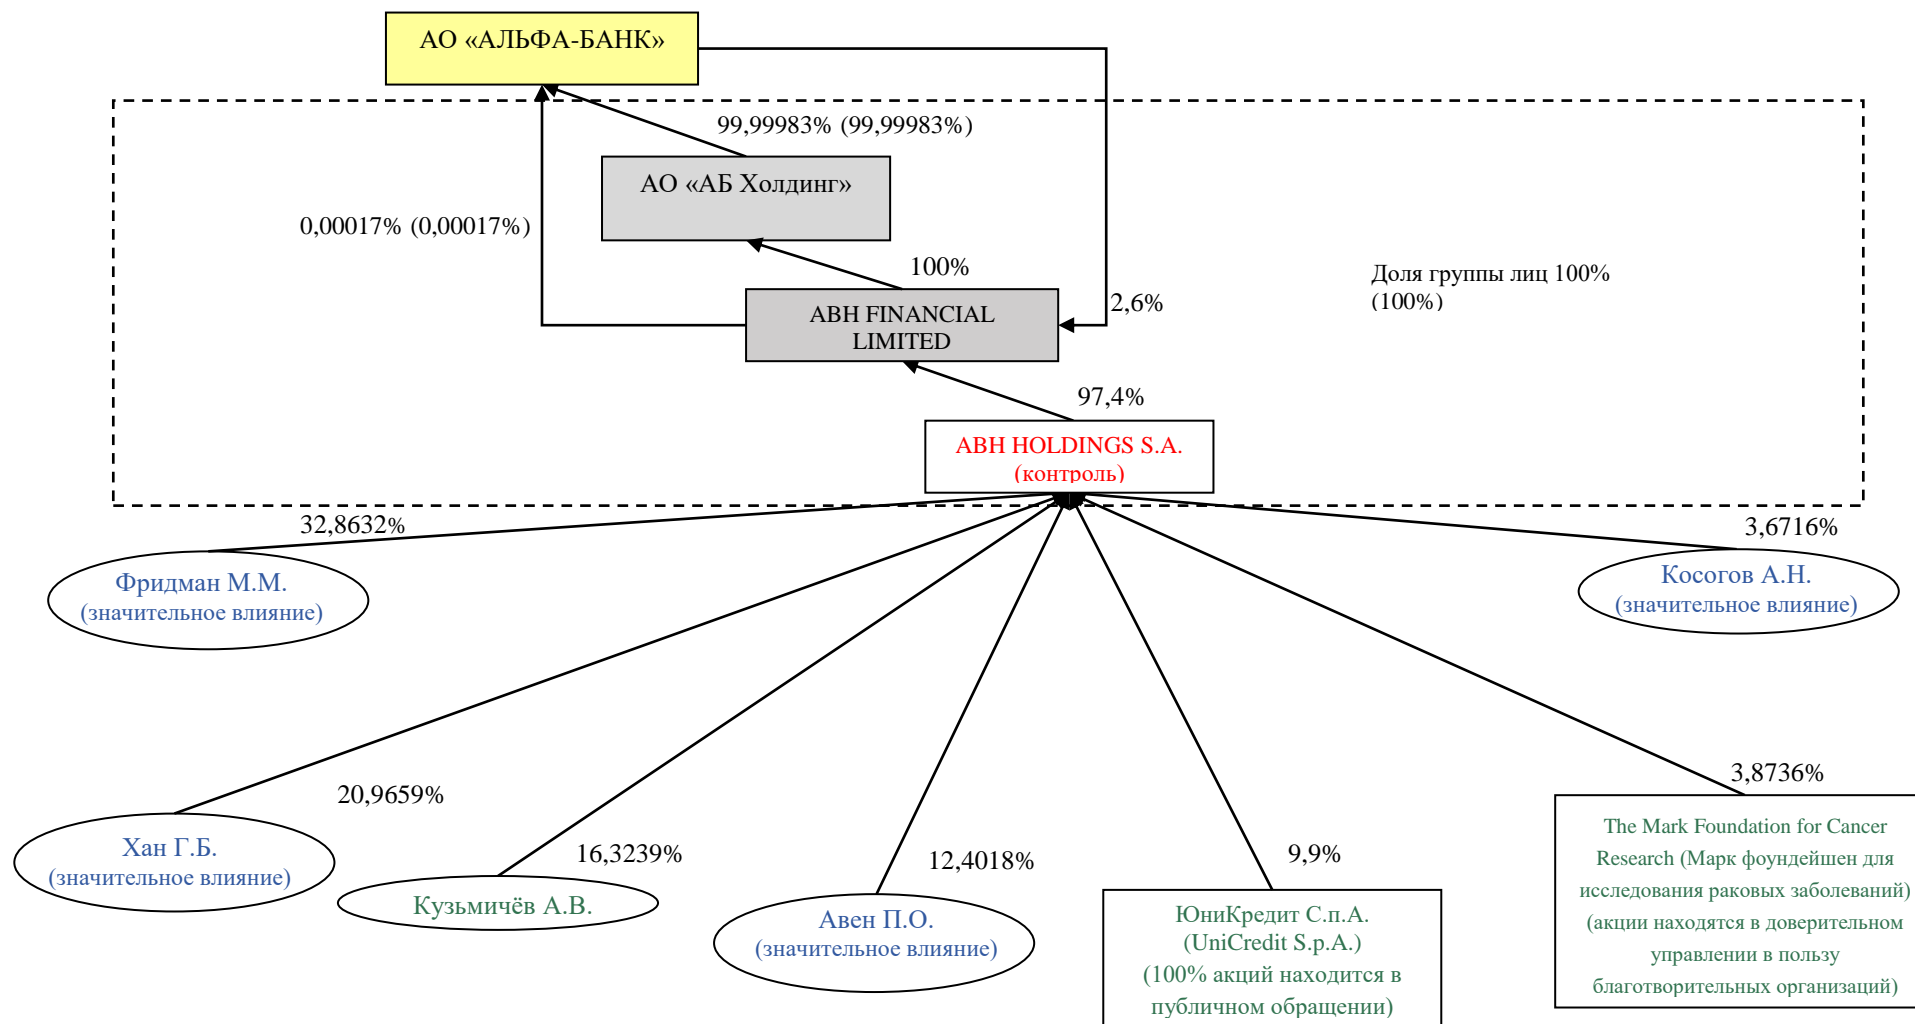 АО «АЛЬФА-БАНК»
99,99983% (99,99983%)
АО «АБ Холдинг»
0,00017% (0,00017%)
100%
Доля группы лиц 100%
(100%)
ABH FINANCIAL
LIMITED
2,6%
97,4%
ABH HOLDINGS S.A.
(контроль)
32,8632%
3,6716%
Фридман М.М.
(значительное влияние)
Косогов А.Н.
(значительное влияние)
20,9659%
3,8736%
Хан Г.Б.
(значительное влияние)
16,3239%
Кузьмичёв А.В.
12,4018%
Авен П.О.
(значительное влияние)
9,9%
ЮниКредит С.п.А.
(UniCredit S.p.A.)
(100% акций находится в
публичном обращении)
The Mark Foundation for Cancer
Research (Марк фоундейшен для
исследования раковых заболеваний)
(акции находятся в доверительном
управлении в пользу
благотворительных организаций)